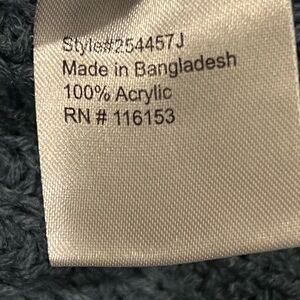 Style#254457J
Made in Bangladesh
100% Acrylic
RN # 116153